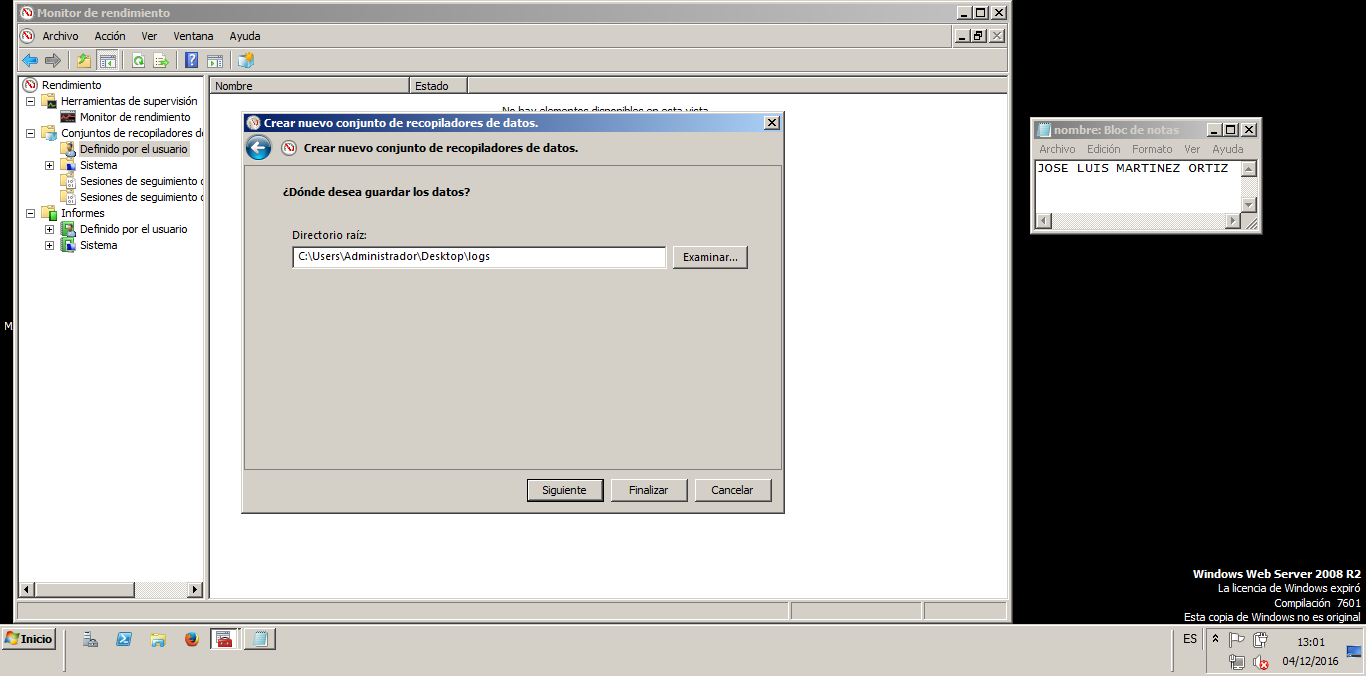 Monitor de rendimiento
Archivo Acción Ver Ventana Ayuda
Rendimiento
Herramientas de supervisión
Monitor de rendimiento
Conjuntos de recopiladores d
Definido por el usuario
Sistema
Sesiones de seguimiento
Sesiones de seguimiento
Informes
Definido por el usuario
Sistema
Nombre Estado
No hay elementos disponibles en esta vista.
Crear nuevo conjunto de recopiladores de datos.
Crear nuevo conjunto de recopiladores de datos.
¿Dónde desea guardar los datos?
Directorio raíz:
C:\Users\Administrador\Desktop\logs
Examinar...
Siguiente Finalizar Cancelar
nombre: Bloc de notas
Archivo Edición Formato Ver Ayuda
JOSE LUIS MARTINEZ ORTIZ
M
Windows Web Server 2008 R2
La licencia de Windows expiró
Compilación 7601
Esta copia de Windows no es original
Inicio
ES
13:01
04/12/2016